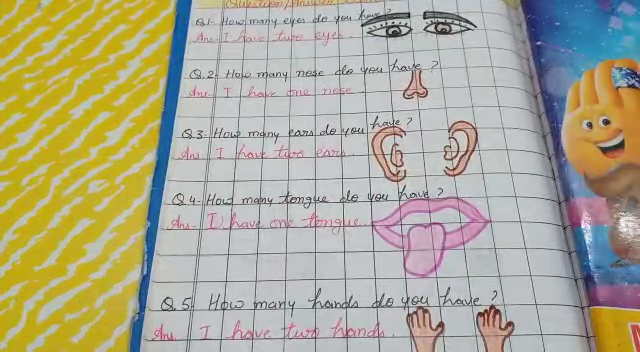 Question/Answer
Q.1- How many eyes do you have?
Ans- I have two eyes.
Q.2- How many nose do you have?
Ans- I have one nose
Q.3- How many ears do you have?
Ans- I have two ears.
Q.4- How many tongue do you have?
Ans- I have one tongue.
Q.5- How many hands do you have?
Ans. I have two hands.